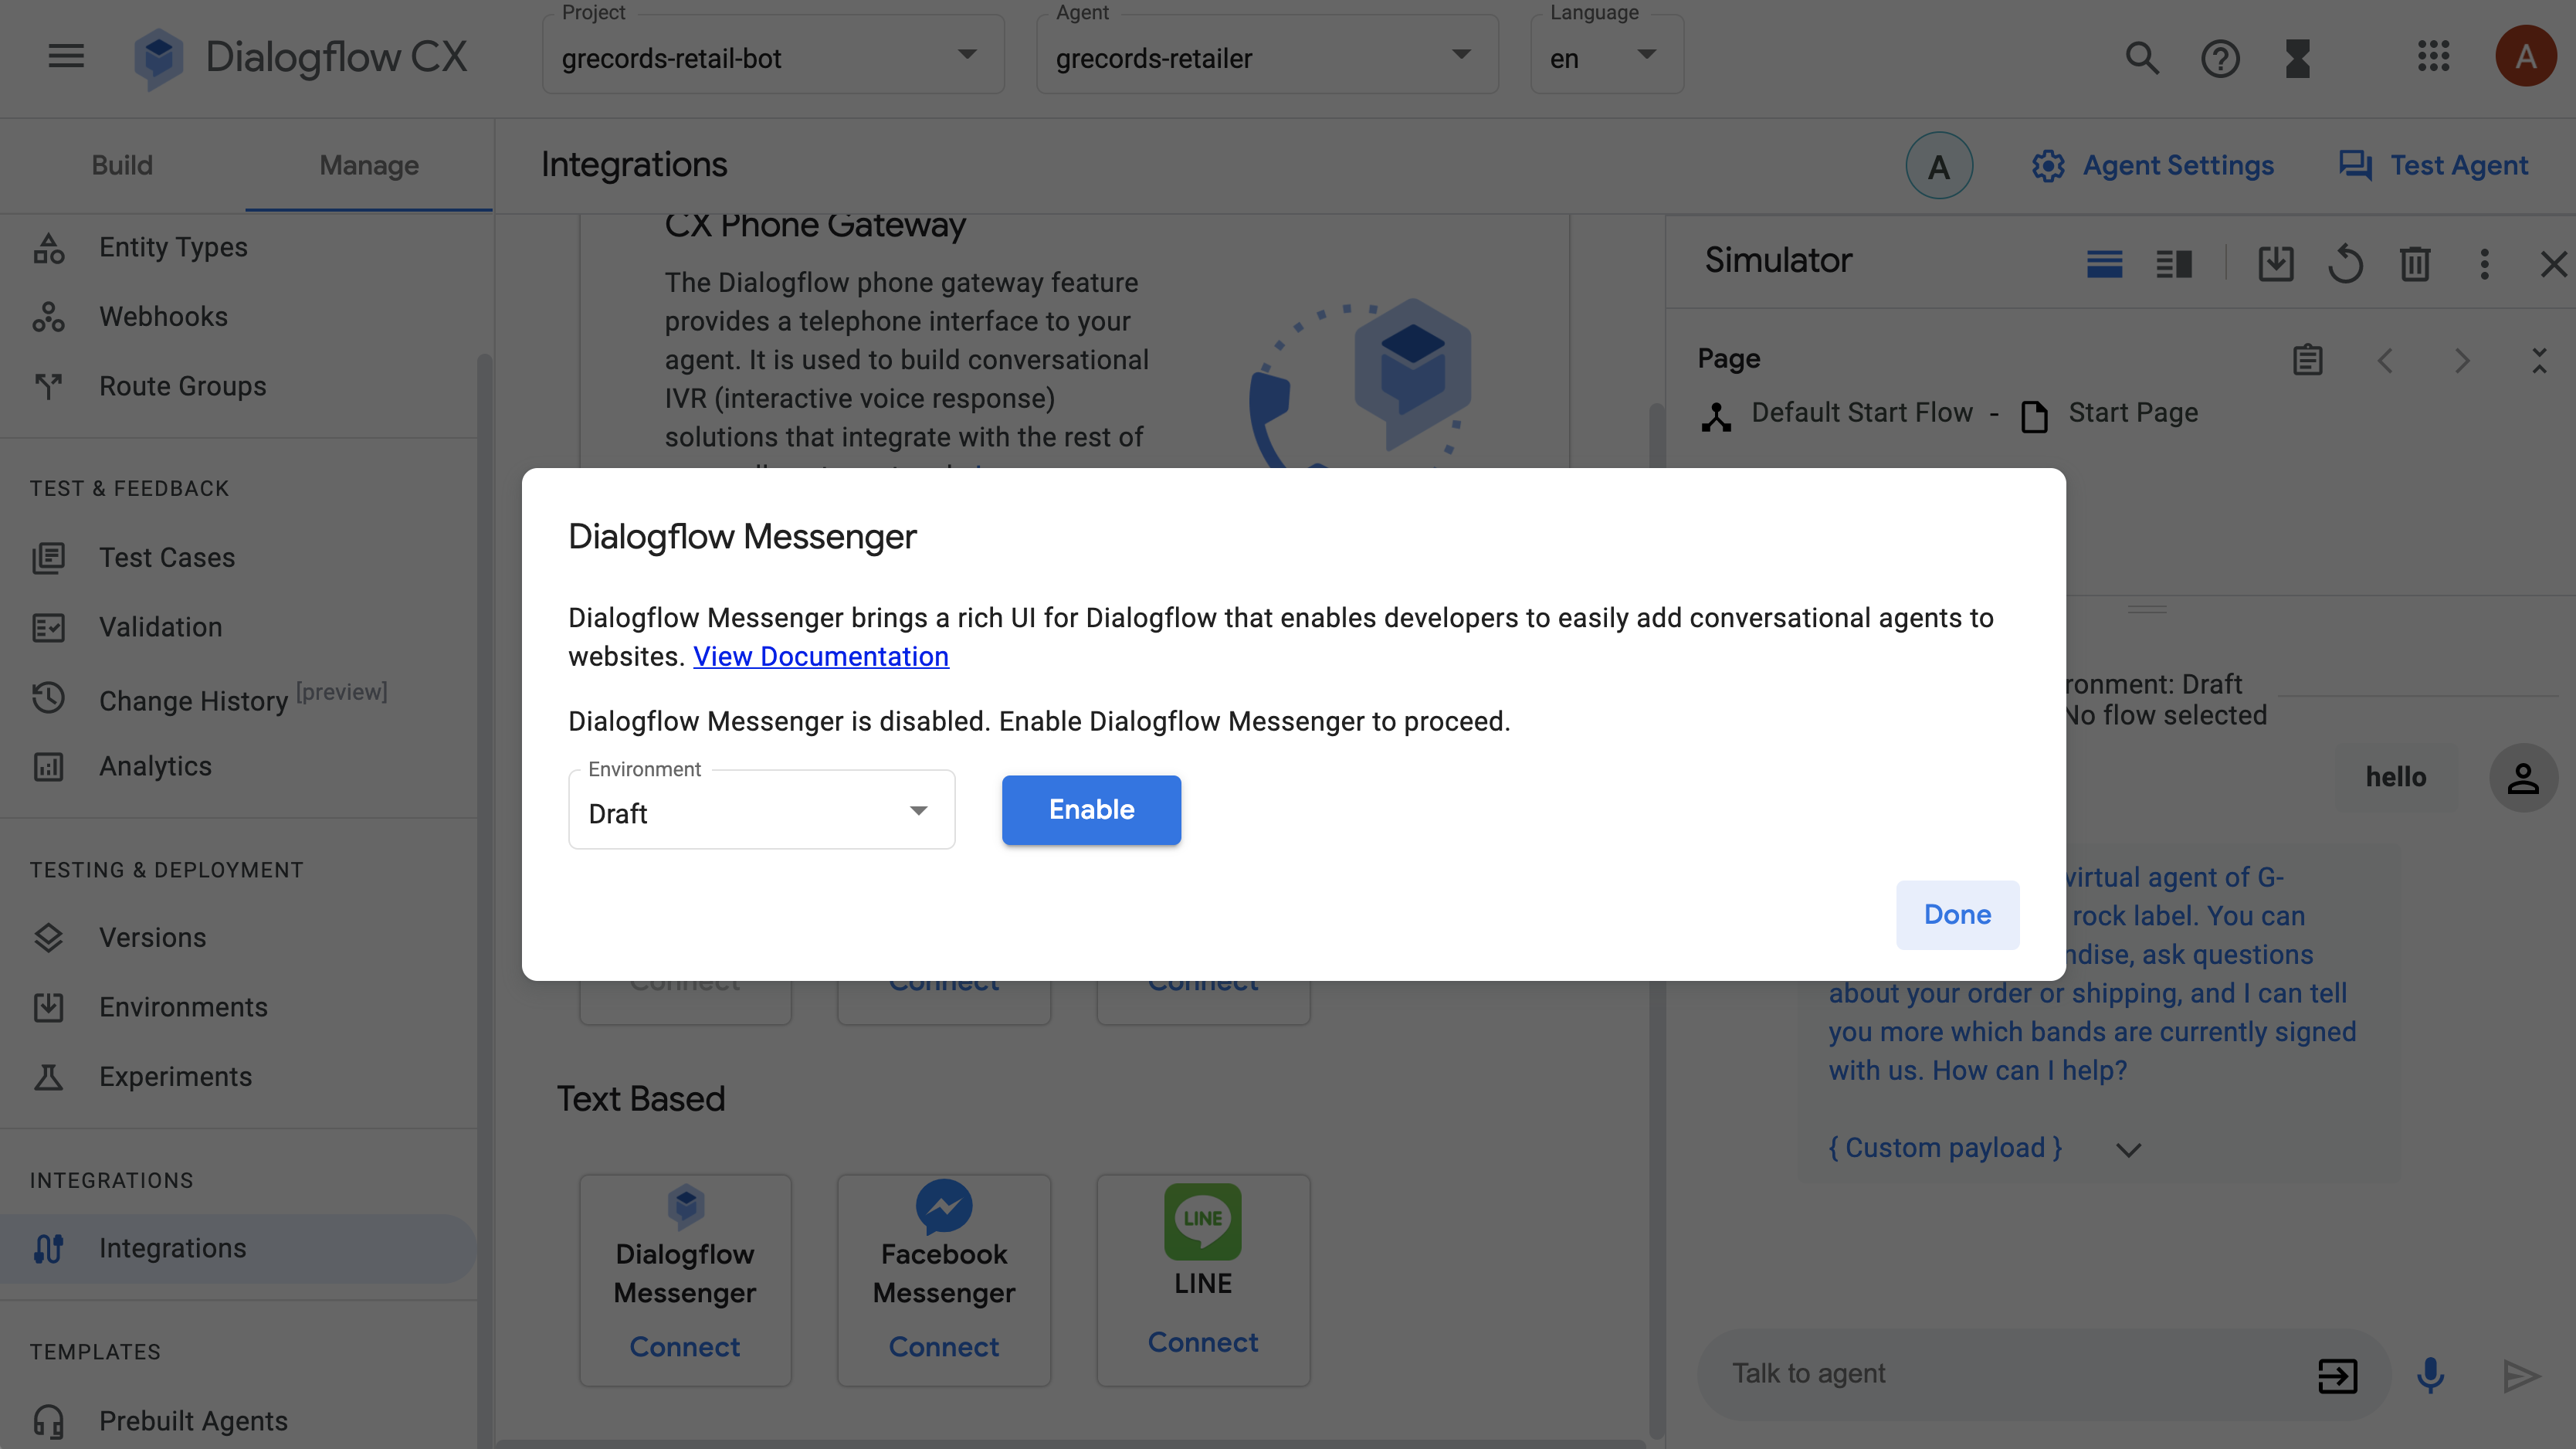 Project
Agent
Language
Dialogflow CX
grecords-retail-bot
grecords-retailer
en
A
Build
Manage
Integrations
A
Agent Settings
Test Agent
Entity Types
Webhooks
Route Groups
TEST & FEEDBACK
Test Cases
Validation
Change History [preview]
Analytics
TESTING & DEPLOYMENT
Versions
Environments
Experiments
INTEGRATIONS
Integrations
TEMPLATES
Prebuilt Agents
CX Phone Gateway
The Dialogflow phone gateway feature
provides a telephone interface to your
agent. It is used to build conversational
IVR (interactive voice response)
solutions that integrate with the rest of
Dialogflow Messenger
Dialogflow Messenger brings a rich UI for Dialogflow that enables developers to easily add conversational agents to
websites. View Documentation
Dialogflow Messenger is disabled. Enable Dialogflow Messenger to proceed.
Environment
Draft
Enable
Done
Connect
Connect
Connect
Text Based
Dialogflow
Messenger
Connect
Facebook
Messenger
Connect
LINE
LINE
Connect
Simulator
Page
Default Start Flow - Start Page
ronment: Draft
No flow selected
hello
virtual agent of G-
rock label. You can
ndise, ask questions
about your order or shipping, and I can tell
you more which bands are currently signed
with us. How can I help?
{ Custom payload }
Talk to agent